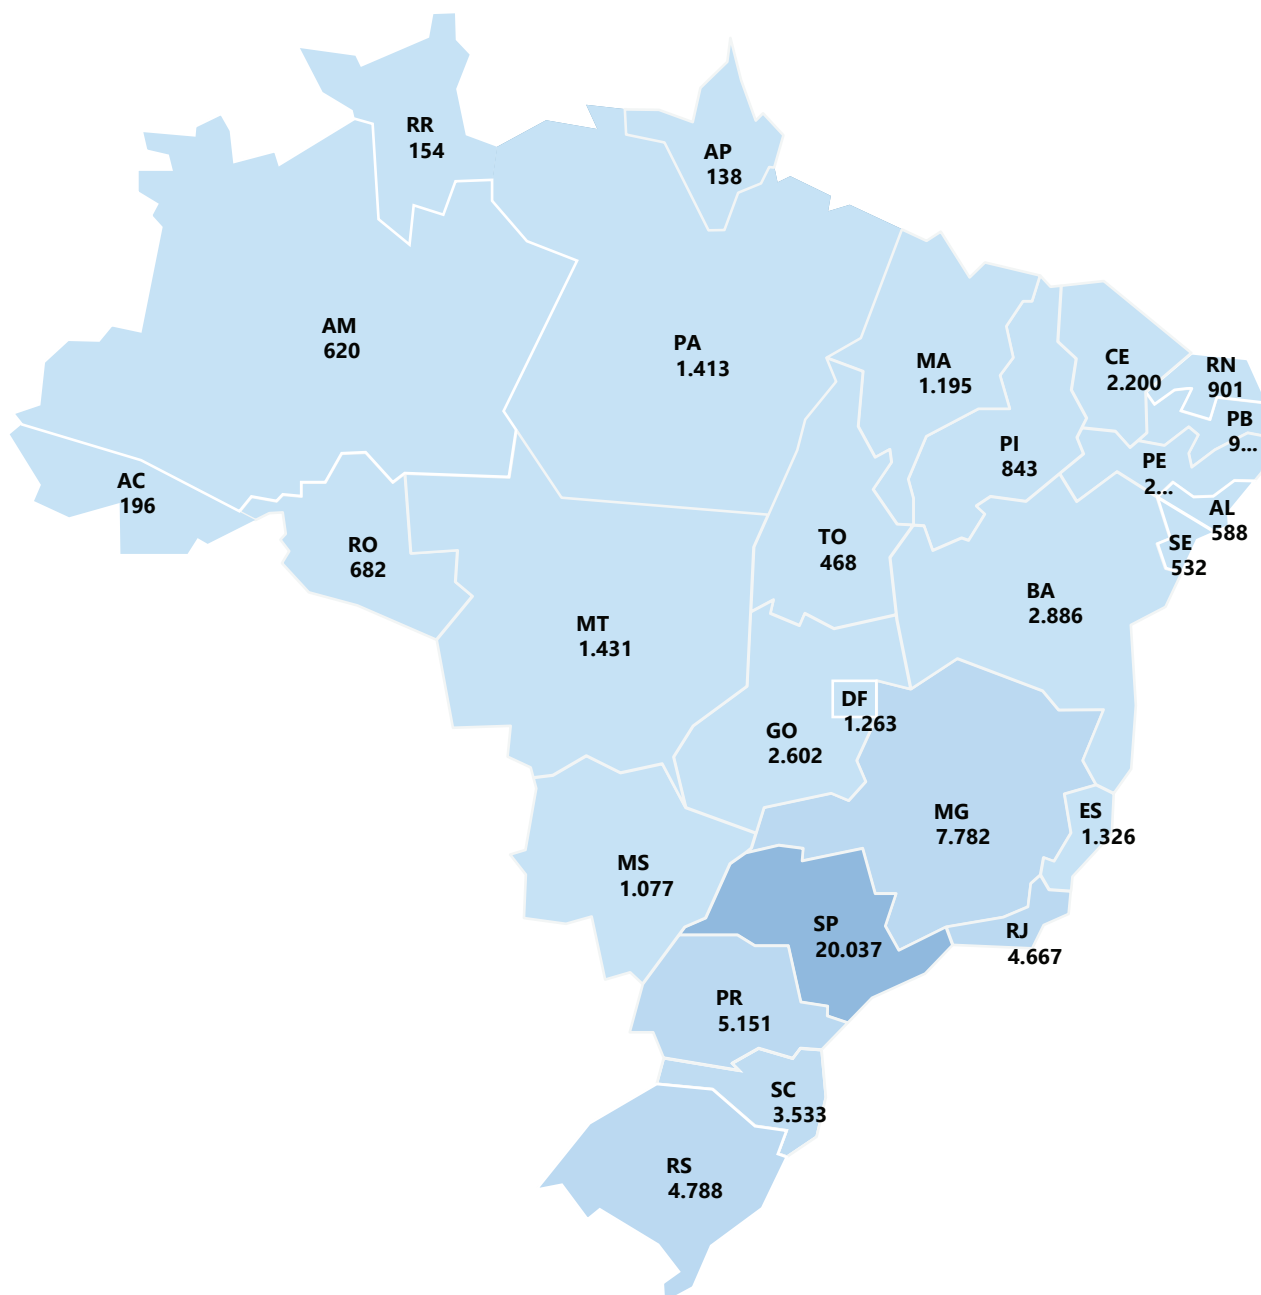 RR
154
AP
138
AM
620
PA
1.413
MA
1.195
CE
2.200
RN
901
PB
9...
PI
843
PE
2...
AC
196
AL
588
RO
682
TO
468
SE
532
BA
2.886
MT
1.431
DF
1.263
GO
2.602
MG
7.782
ES
1.326
MS
1.077
SP
20.037
RJ
4.667
PR
5.151
SC
3.533
RS
4.788